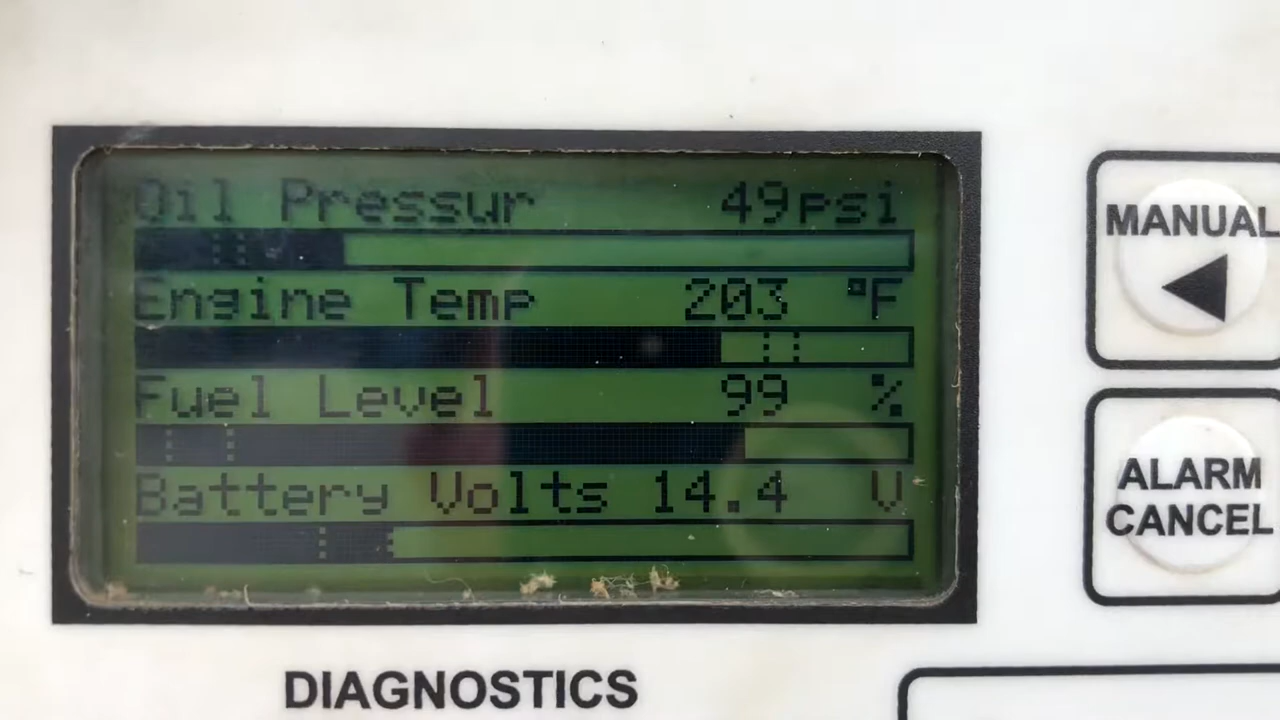 Oil Pressur 49psi
Engine Temp 203 °F
Fuel Level 99 %
Battery Volts 14.4 V
MANUAL
ALARM
CANCEL
DIAGNOSTICS